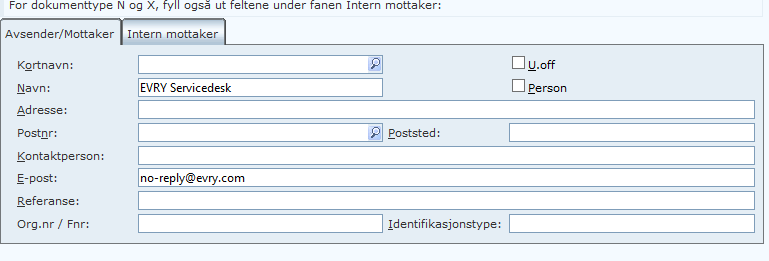 For dokumenttype N og X, fyll også ut feltene under fanen Intern mottaker:
Avsender/Mottaker Intern mottaker
Kortnavn: U.off
Navn: EVRY Servicedesk Person
Adresse:
Postnr: Poststed:
Kontaktperson:
E-post: no-reply@evry.com
Referanse:
Org.nr / Fnr: Identifikasjonstype: